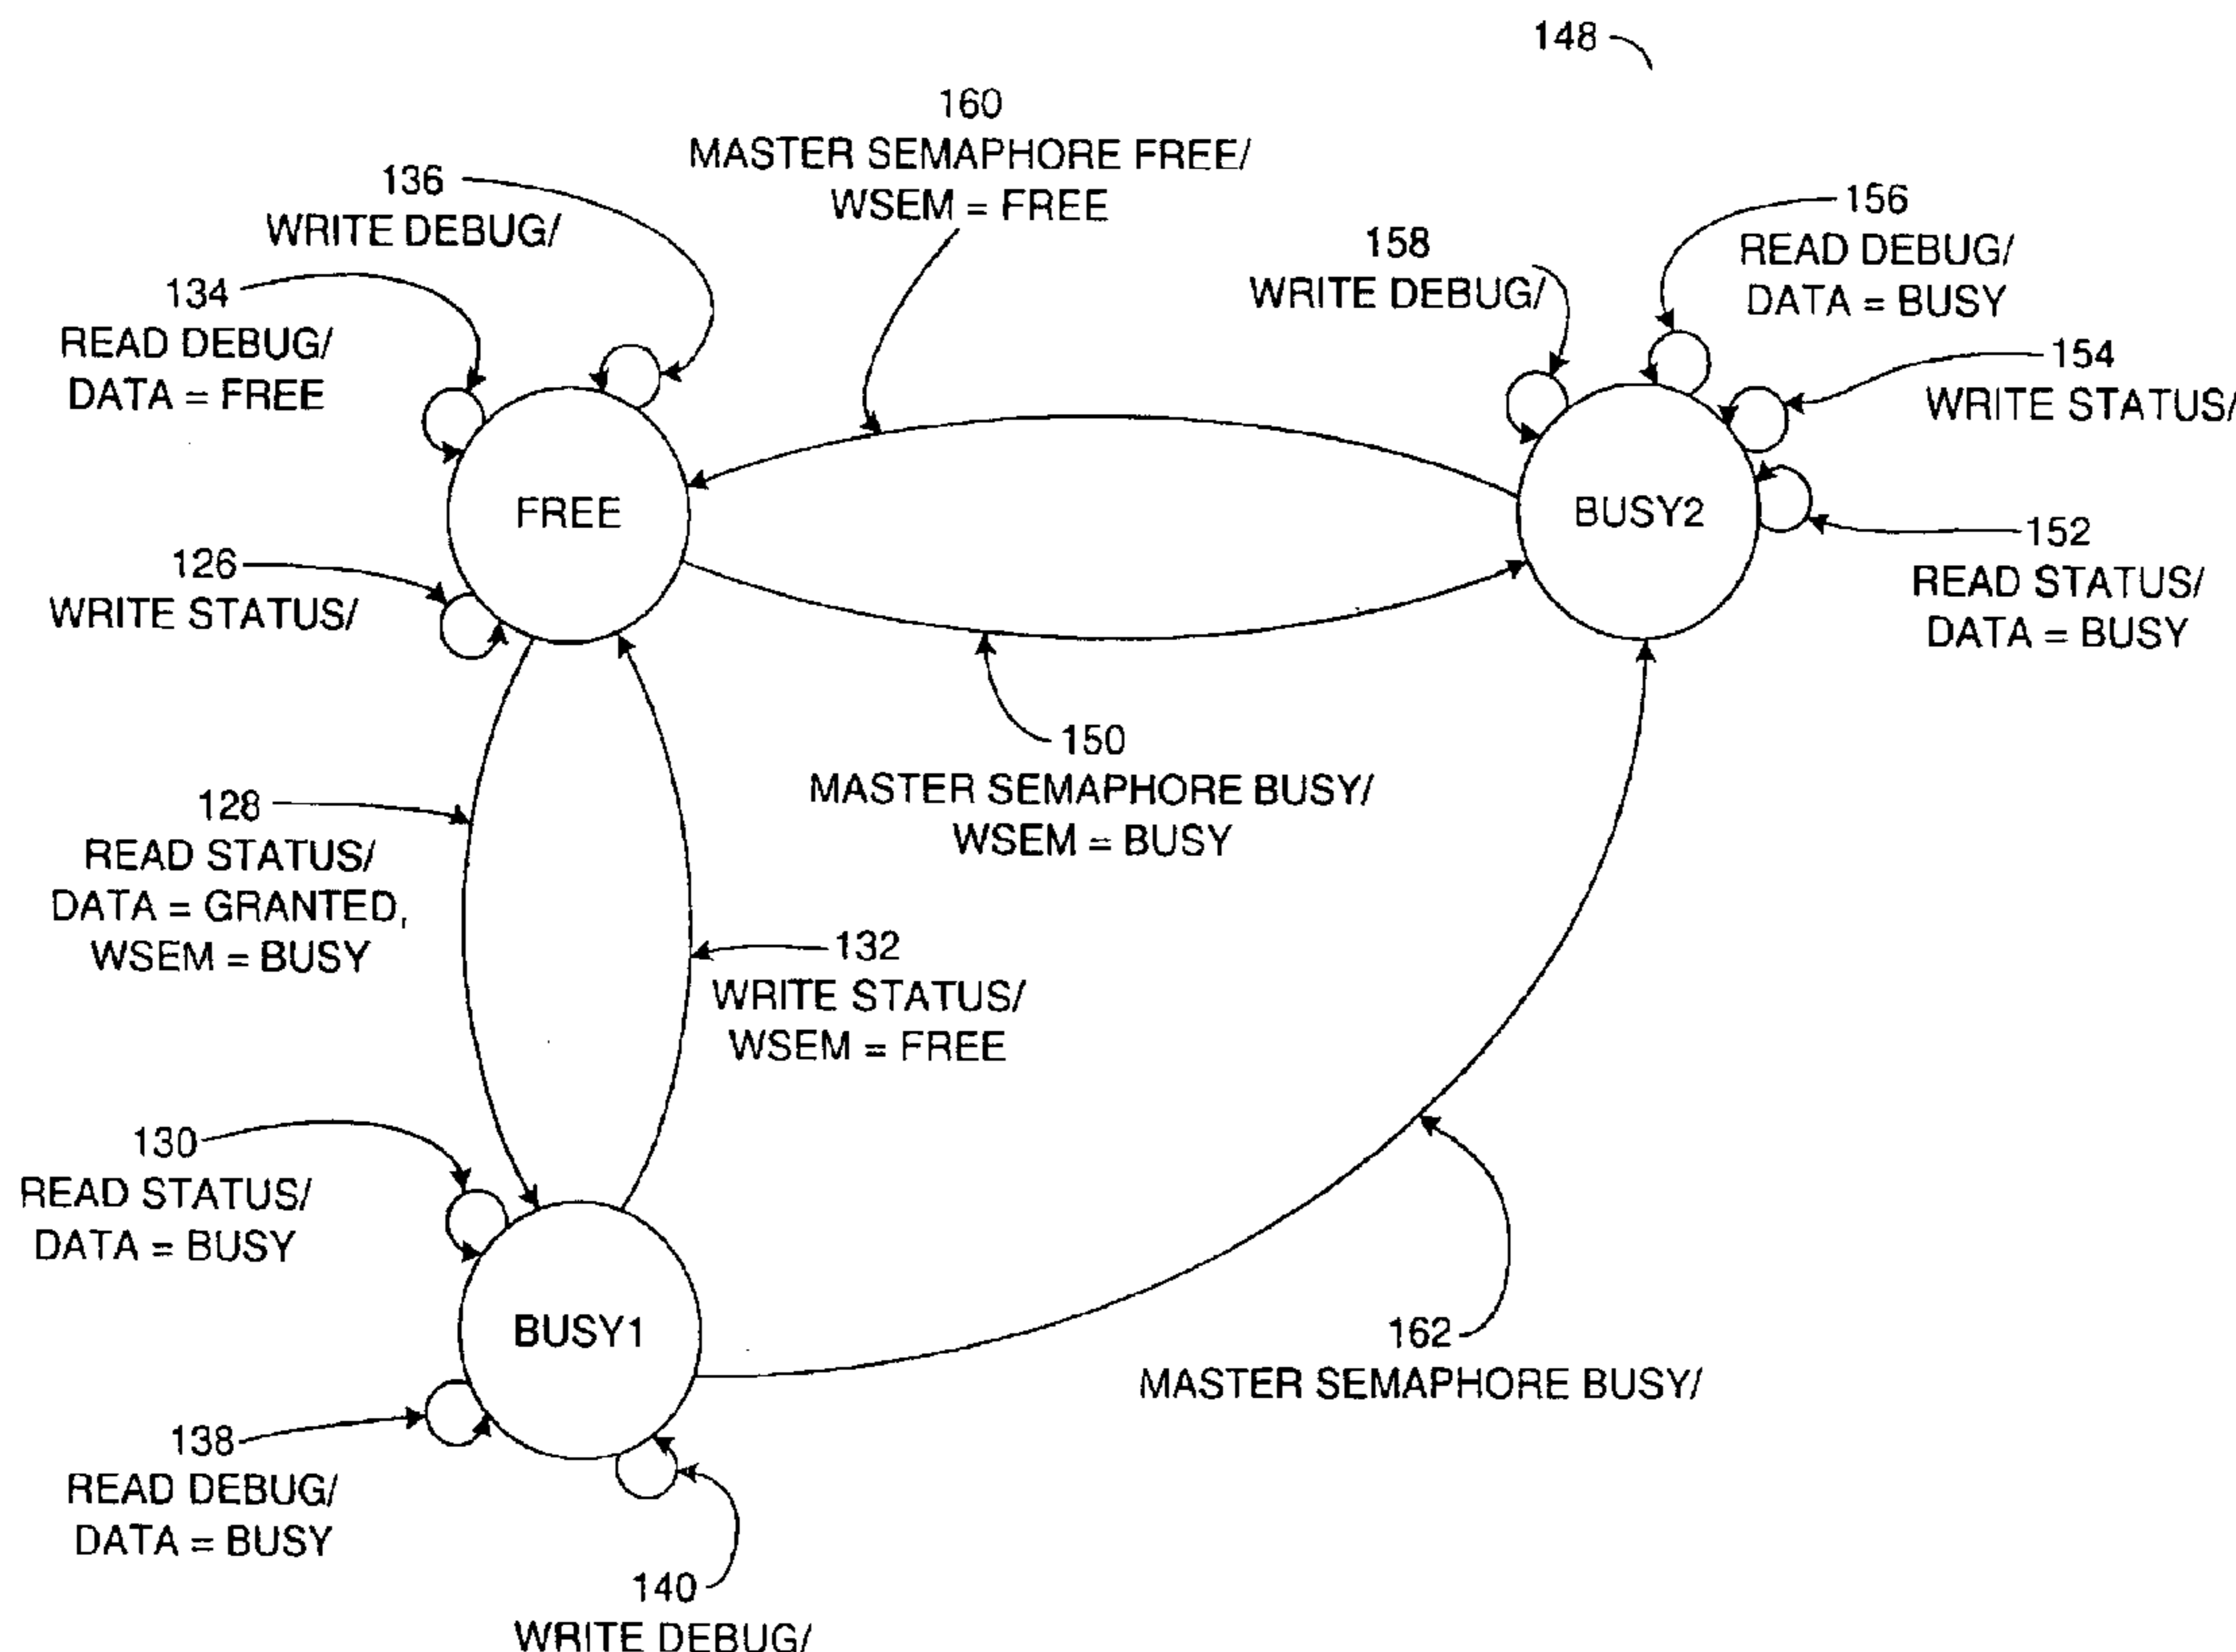 148
160
MASTER SEMAPHORE FREE/
WSEM = FREE
136
WRITE DEBUG/
134
READ DEBUG/
DATA = FREE
158
WRITE DEBUG/
156
READ DEBUG/
DATA = BUSY
154
WRITE STATUS/
FREE
BUSY2
152
READ STATUS/
DATA = BUSY
126
WRITE STATUS/
150
MASTER SEMAPHORE BUSY/
WSEM = BUSY
128
READ STATUS/
DATA = GRANTED,
WSEM = BUSY
132
WRITE STATUS/
WSEM = FREE
130
READ STATUS/
DATA = BUSY
BUSY1
162
MASTER SEMAPHORE BUSY/
138
READ DEBUG/
DATA = BUSY
140
WRITE DEBUG/